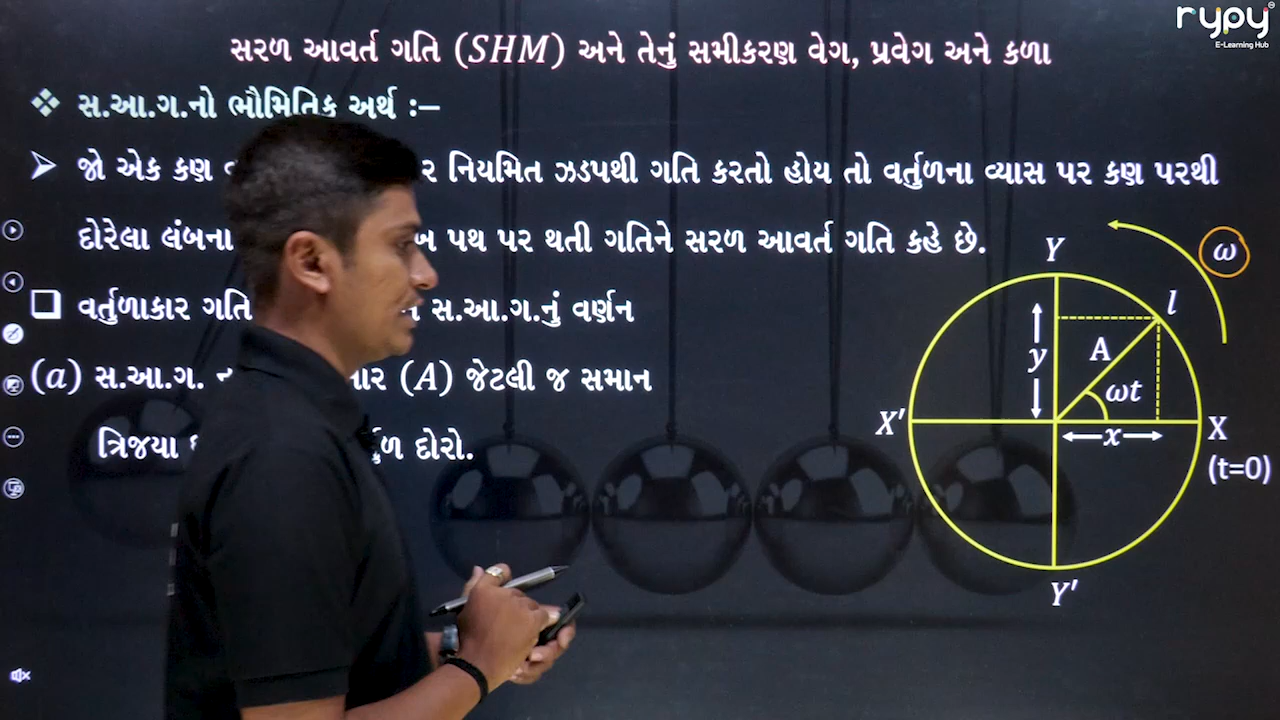 rypy
E-Learning Hub
સરળ આવર્ત ગતિ (SHM) અને તેનું સમીકરણ વેગ, પ્રવેગ અને કળા
❖ સ.આ.ગ.નો ભૌમિતિક અર્થ :–
➢ જો એક કણ નિયમિત ઝડપથી ગતિ કરતો હોય તો વર્તુળના વ્યાસ પર કણ પરથી
દોરેલા લંબના પથ પર થતી ગતિને સરળ આવર્ત ગતિ કહે છે.
❑ વર્તુળાકાર ગતિ સ.આ.ગ.નું વર્ણન
(a) સ.આ.ગ. (A) જેટલી જ સમાન
ત્રિજયા દોરો.
ω
Y
l
A
y
ωt
X′
x
X
(t=0)
Y′